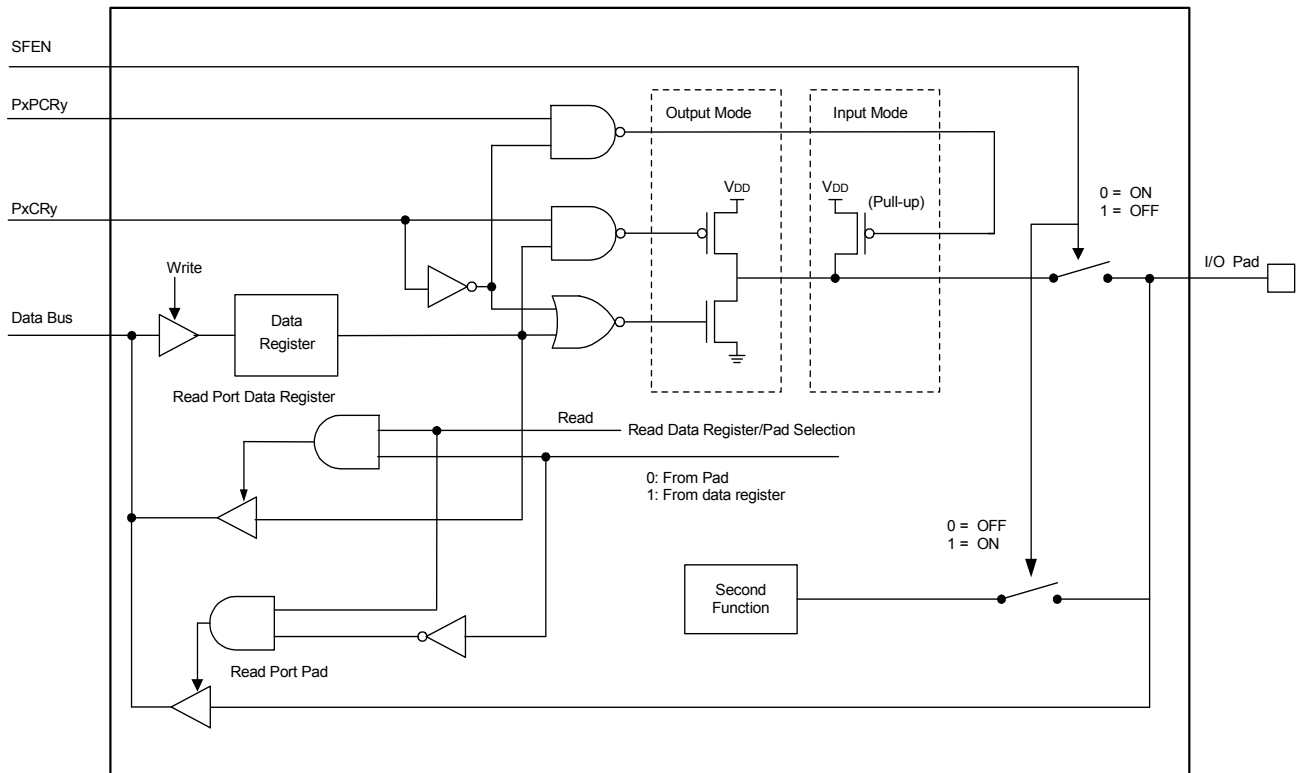 SFEN
PxPCRy
Output Mode
Input Mode
VDD
VDD
(Pull-up)
0 = ON
1 = OFF
PxCRy
I/O Pad
Write
Data Bus
Data
Register
Read Port Data Register
Read
Read Data Register/Pad Selection
0: From Pad
1: From data register
0 = OFF
1 = ON
Second
Function
Read Port Pad